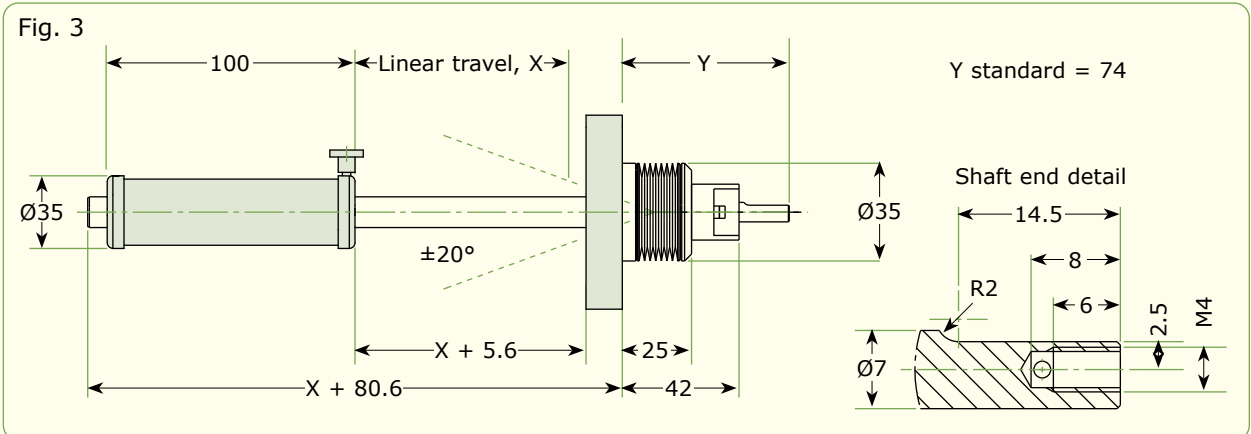 Fig. 3
100
Linear travel, X
Y
Y standard = 74
Ø35
±20°
Ø35
X + 5.6
25
X + 80.6
42
Shaft end detail
14.5
8
R2
6
2.5
M4
Ø7